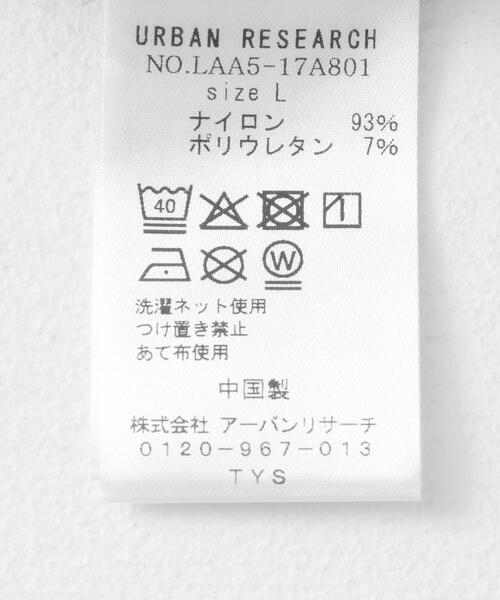 URBAN RESEARCH
NO.LAA5-17A801
size L
ナイロン 93%
ポリウレタン 7%
40
W
洗濯ネット使用
つけ置き禁止
あて布使用
中国製
株式会社 アーバンリサーチ
0120-967-013
TYS